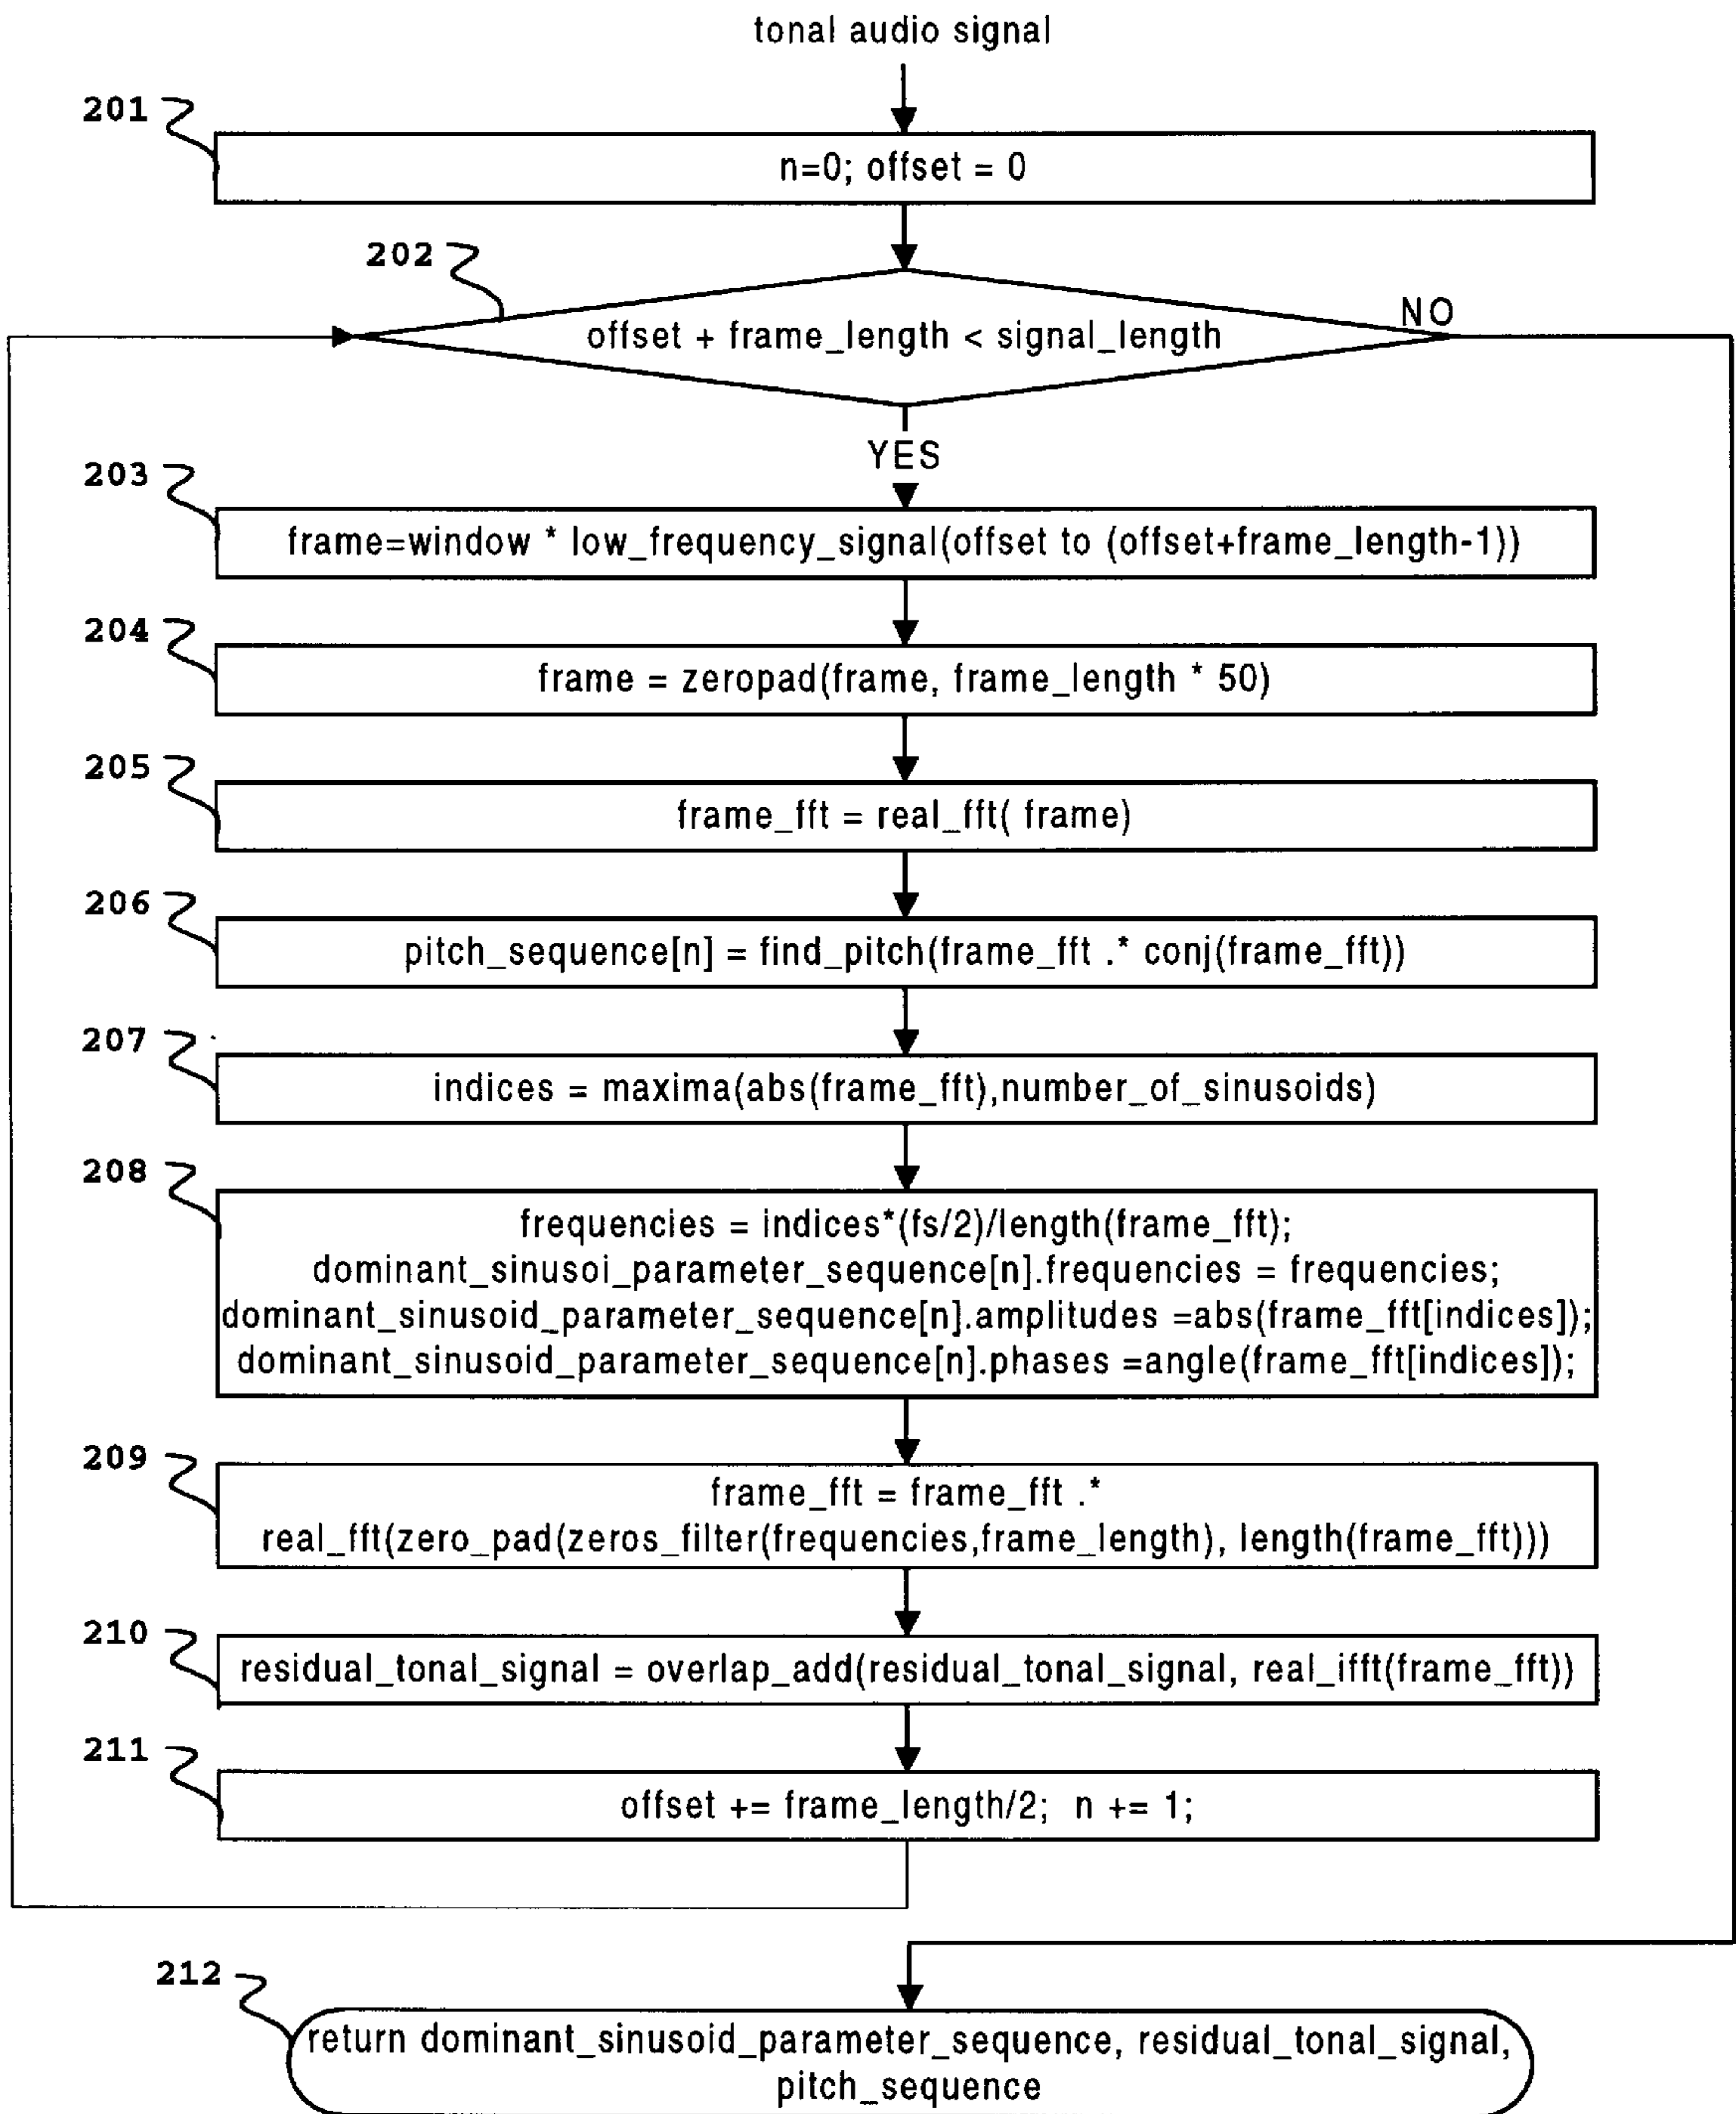 tonal audio signal
201
n=0; offset = 0
202
NO
offset + frame_length < signal_length
YES
203
frame=window * low_frequency_signal(offset to (offset+frame_length-1))
204
frame = zeropad(frame, frame_length * 50)
205
frame_fft = real_fft( frame)
206
pitch_sequence[n] = find_pitch(frame_fft .* conj(frame_fft))
207
indices = maxima(abs(frame_fft),number_of_sinusoids)
208
frequencies = indices*(fs/2)/length(frame_fft);
dominant_sinusoi_parameter_sequence[n].frequencies = frequencies;
dominant_sinusoid_parameter_sequence[n].amplitudes =abs(frame_fft[indices]);
dominant_sinusoid_parameter_sequence[n].phases =angle(frame_fft[indices]);
209
frame_fft = frame_fft .*
real_fft(zero_pad(zeros_filter(frequencies,frame_length), length(frame_fft)))
210
residual_tonal_signal = overlap_add(residual_tonal_signal, real_ifft(frame_fft))
211
offset += frame_length/2; n += 1;
212
return dominant_sinusoid_parameter_sequence, residual_tonal_signal,
pitch_sequence